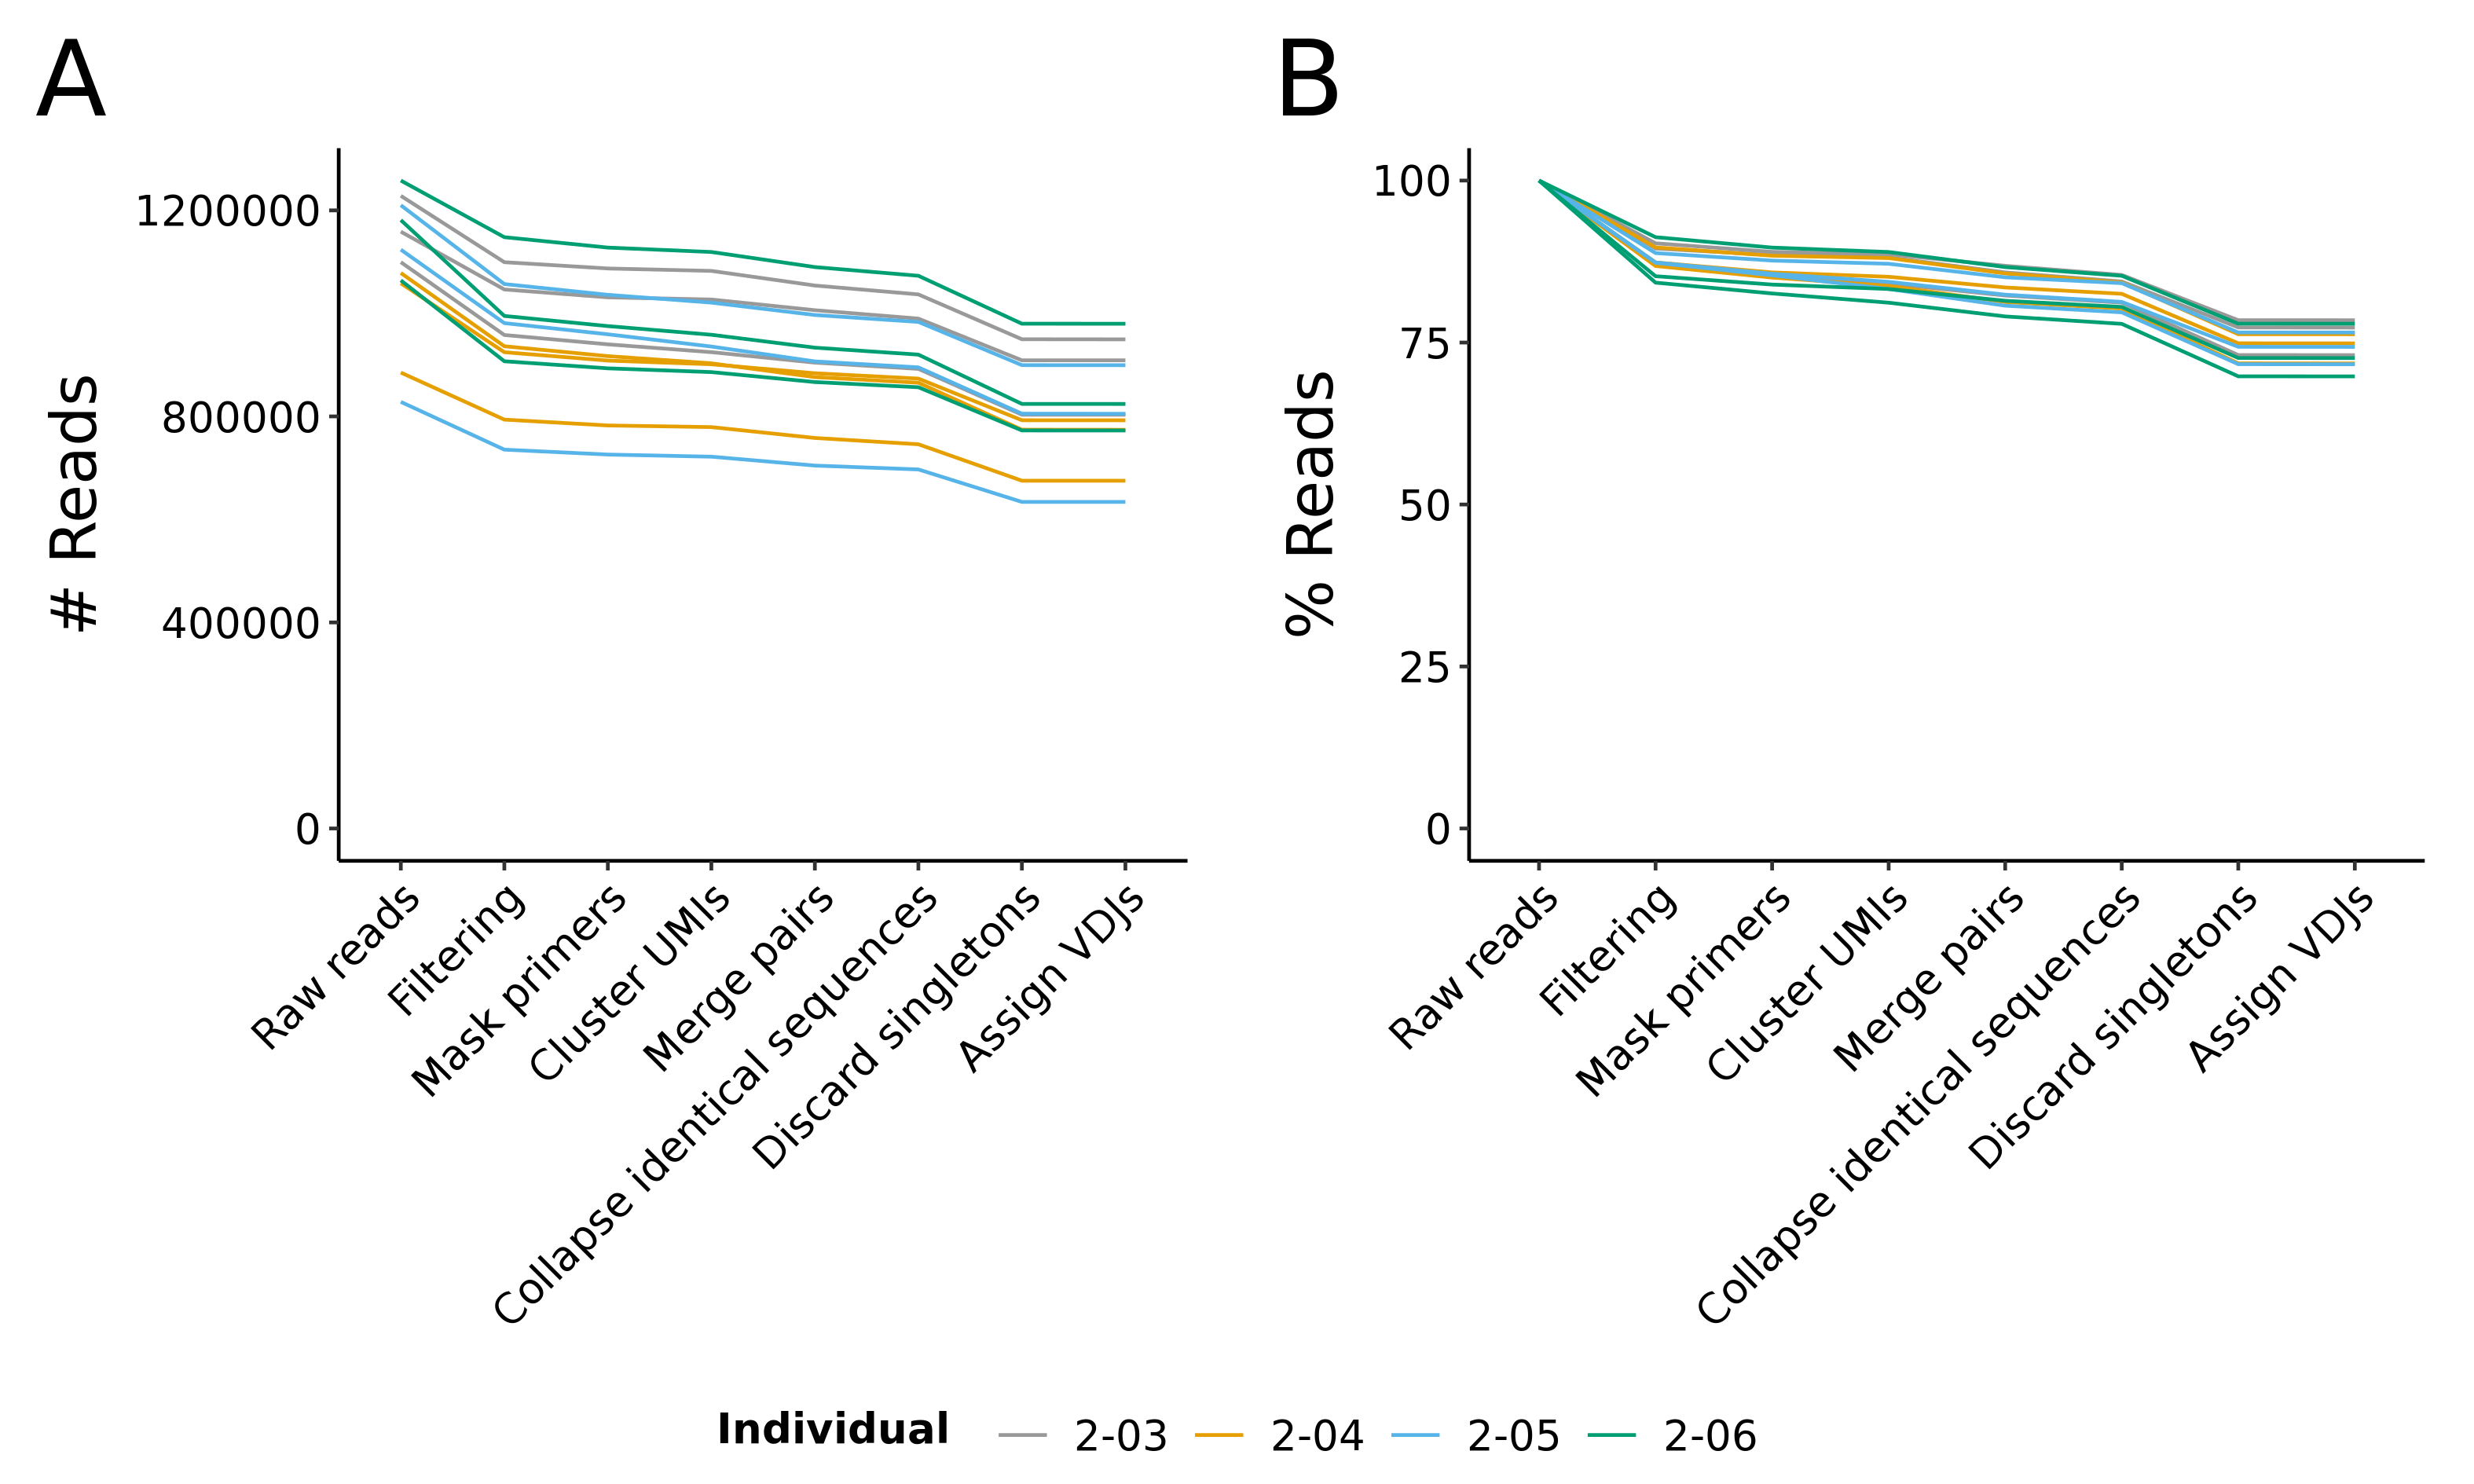 A
# Reads
1200000
800000
400000
0
Raw reads
Filtering
Mask primers
Cluster UMIs
Merge pairs
Collapse identical sequences
Discard singletons
Assign VDJs
B
% Reads
100
75
50
25
0
Raw reads
Filtering
Mask primers
Cluster UMIs
Merge pairs
Collapse identical sequences
Discard singletons
Assign VDJs
Individual 2-03 2-04 2-05 2-06